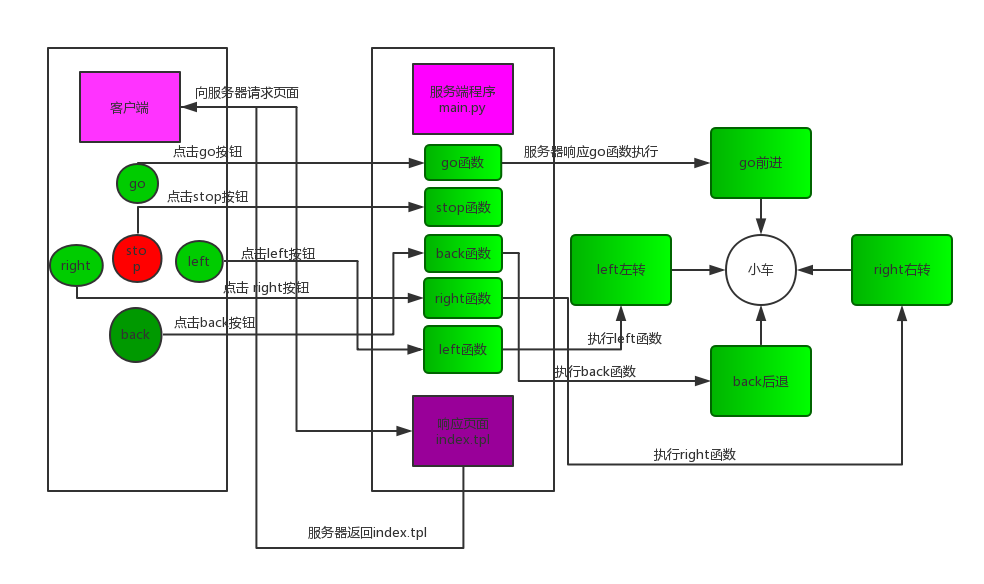 客户端
向服务器请求页面
服务端程序
main.py
点击go按钮
go
点击stop按钮
right
sto
p
left
点击left按钮
点击 right按钮
back
点击back按钮
go函数
stop函数
back函数
right函数
left函数
响应页面
index.tpl
服务器返回index.tpl
服务器响应go函数执行
go前进
left左转
小车
right右转
执行left函数
执行back函数
back后退
执行right函数